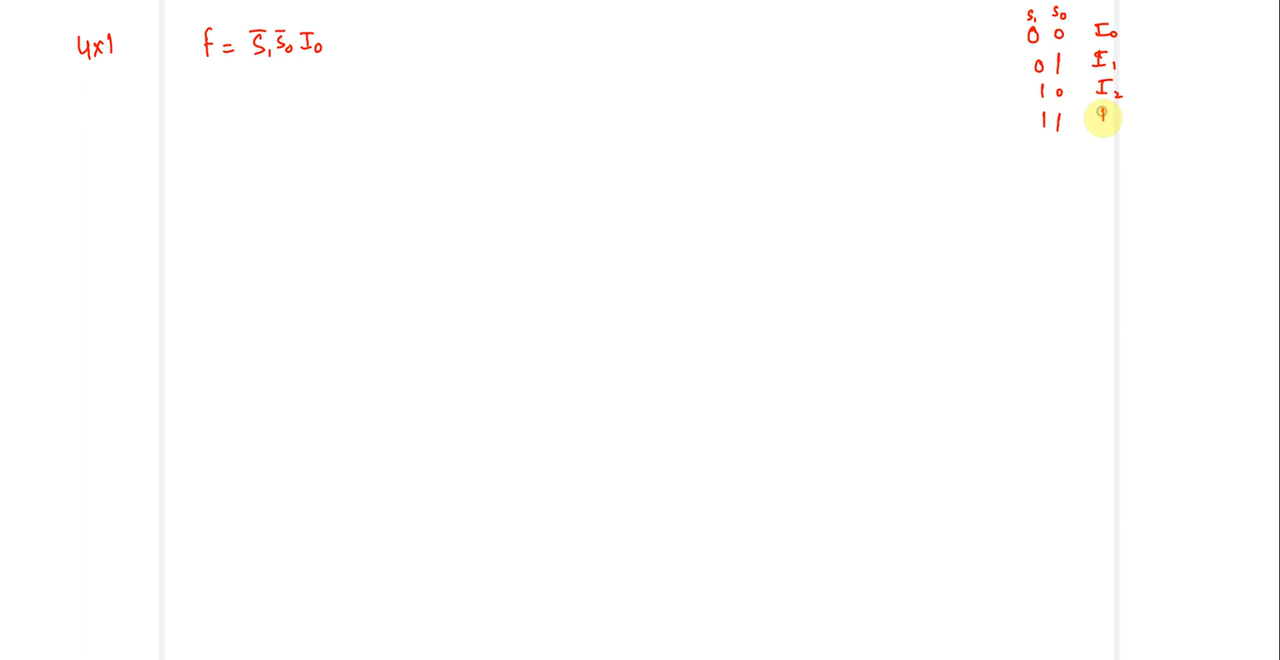 4x1 f = S̄₁S̄₀I₀
S₁ S₀
0 0 I₀
0 1 I₁
1 0 I₂
1 1